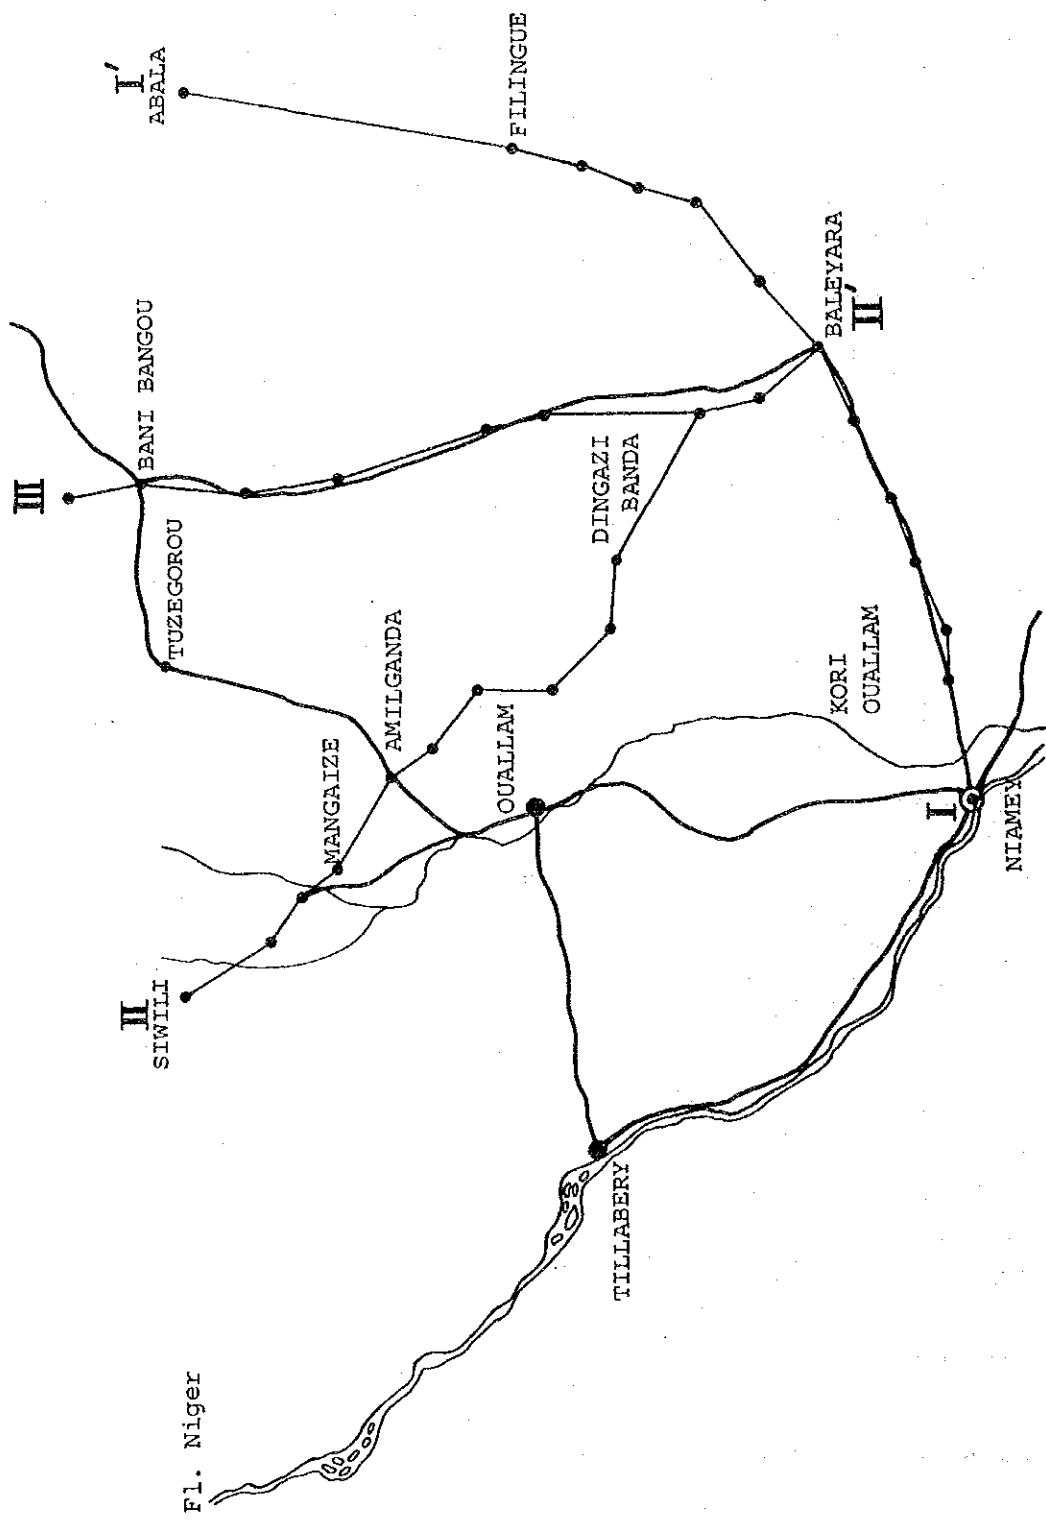 Fl. Niger
TILLABERY
II
SIWILI
MANGAIZE
AMILGANDA
OUALLAM
TUZEGOROU
III
BANI BANGOU
DINGAZI
BANDA
KORI
OUALLAM
I
NIAMEY
BALEYARA
II'
FILINGUE
I'
ABALA